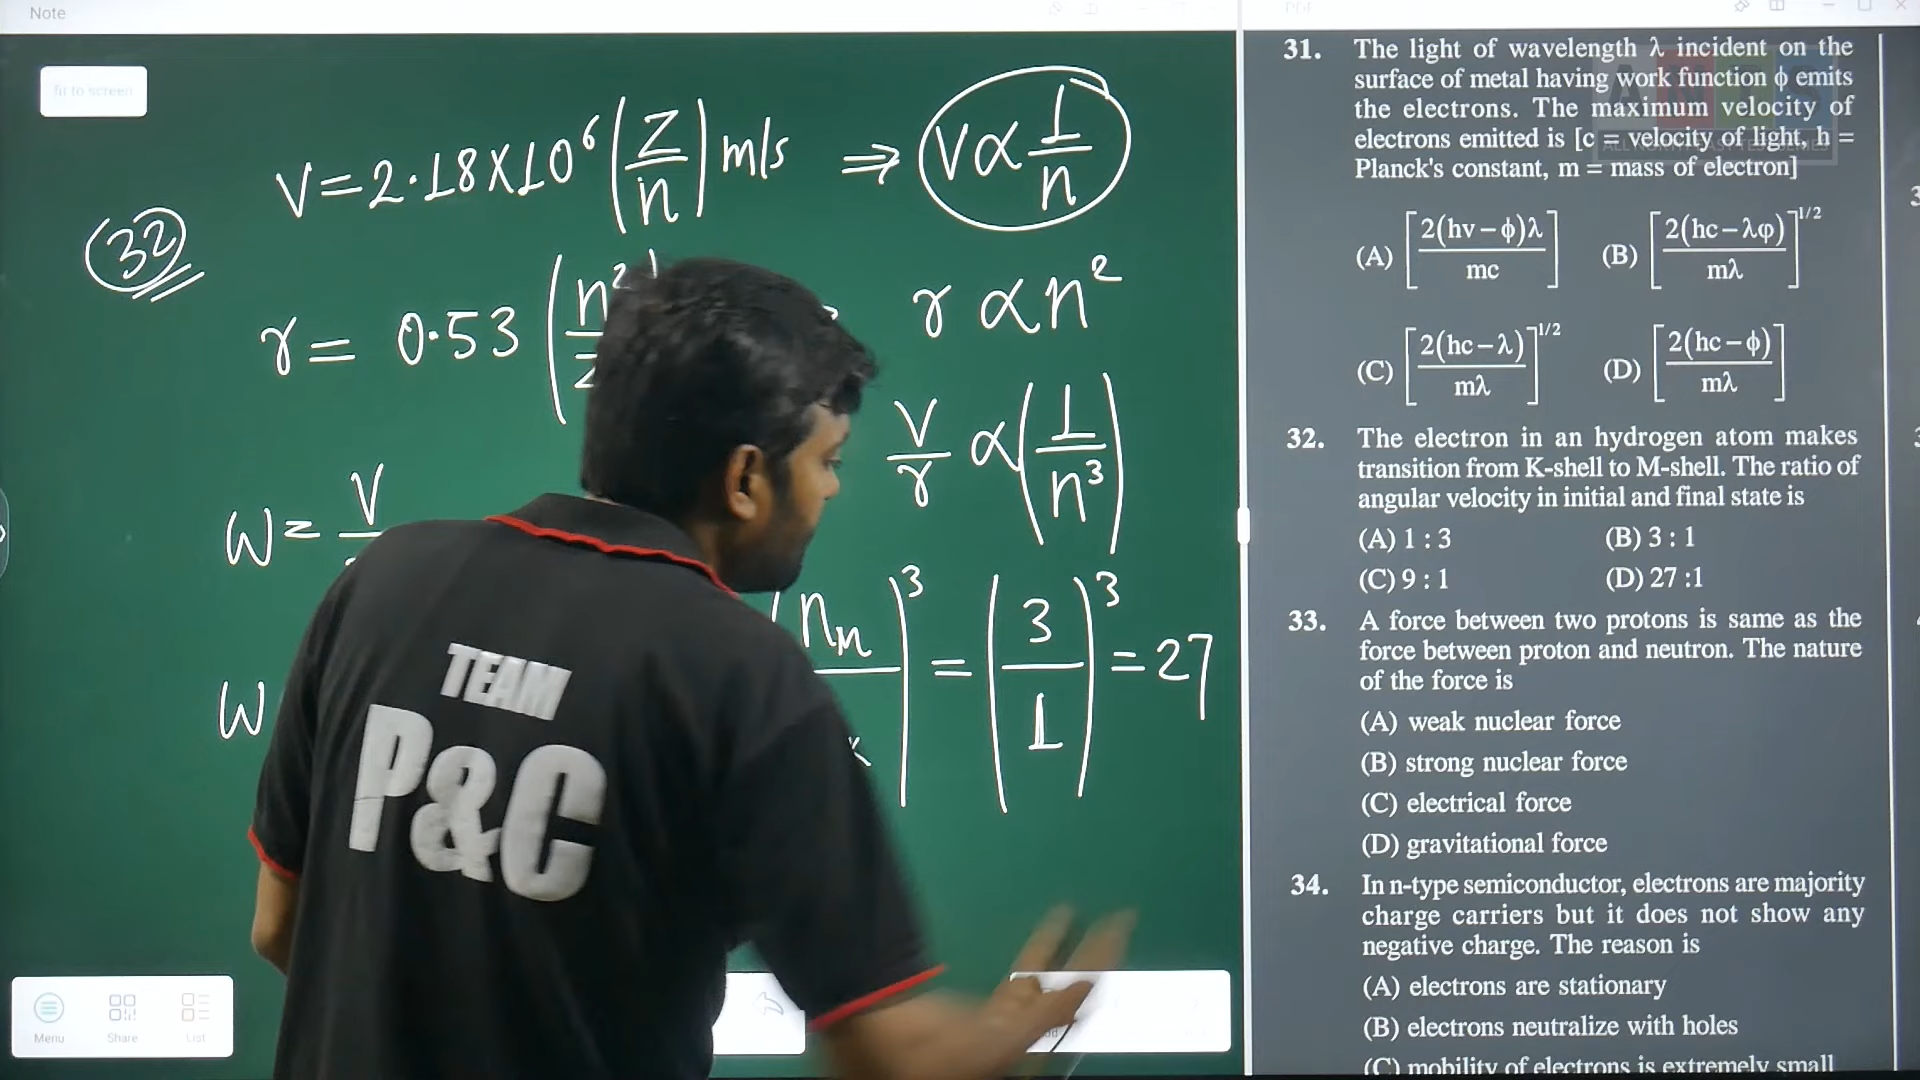 Note
PDF
fit to screen
32
V = 2.18 X 10⁶ (Z/n) m/s ⇒ V ∝ 1/n
r = 0.53 (n²
r ∝ n²
V/r ∝ (1/n³)
ω = V
ω
= (3/1)³ = 27
TEAM
P&C
Menu
Share
List
31. The light of wavelength λ incident on the
surface of metal having work function ϕ emits
the electrons. The maximum velocity of
electrons emitted is [c = velocity of light, h =
Planck's constant, m = mass of electron]
(A) [2(hv – ϕ)λ / mc] (B) [2(hc – λφ) / mλ]^1/2
(C) [2(hc – λ) / mλ]^1/2 (D) [2(hc – ϕ) / mλ]
32. The electron in an hydrogen atom makes
transition from K-shell to M-shell. The ratio of
angular velocity in initial and final state is
(A) 1 : 3 (B) 3 : 1
(C) 9 : 1 (D) 27 :1
33. A force between two protons is same as the
force between proton and neutron. The nature
of the force is
(A) weak nuclear force
(B) strong nuclear force
(C) electrical force
(D) gravitational force
34. In n-type semiconductor, electrons are majority
charge carriers but it does not show any
negative charge. The reason is
(A) electrons are stationary
(B) electrons neutralize with holes
(C) mobility of electrons is extremely small